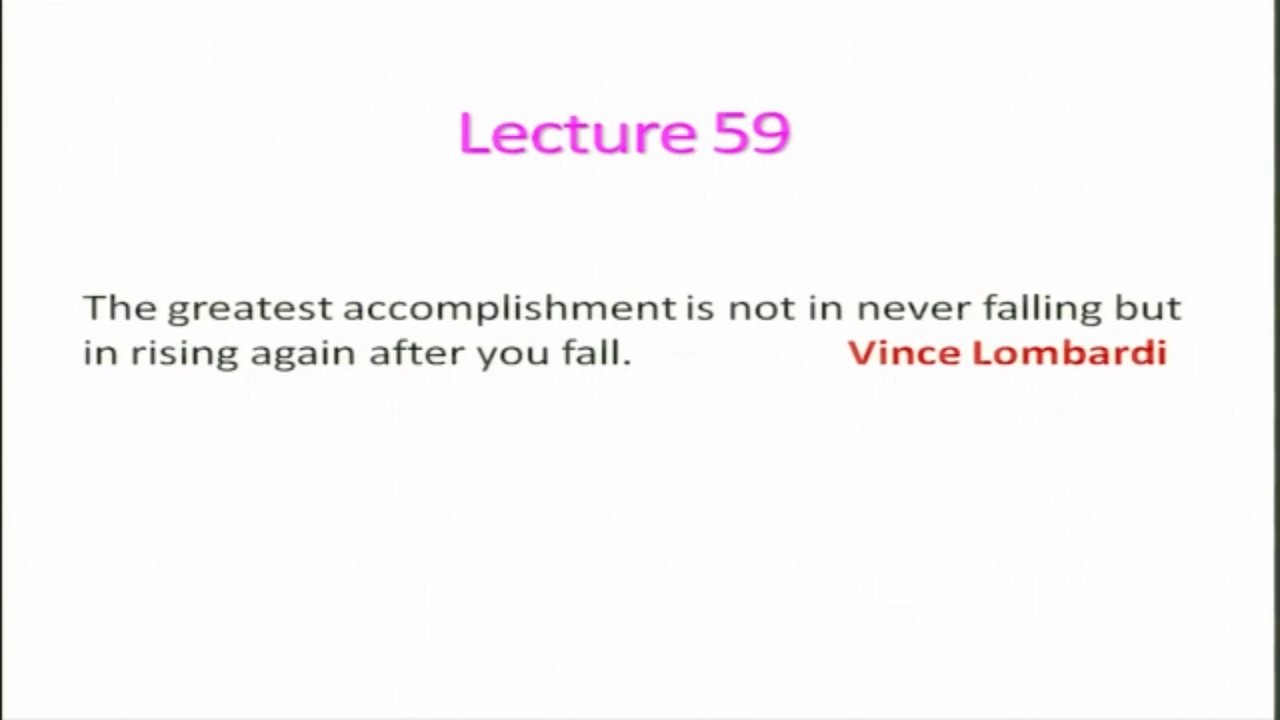 Lecture 59
The greatest accomplishment is not in never falling but
in rising again after you fall. Vince Lombardi